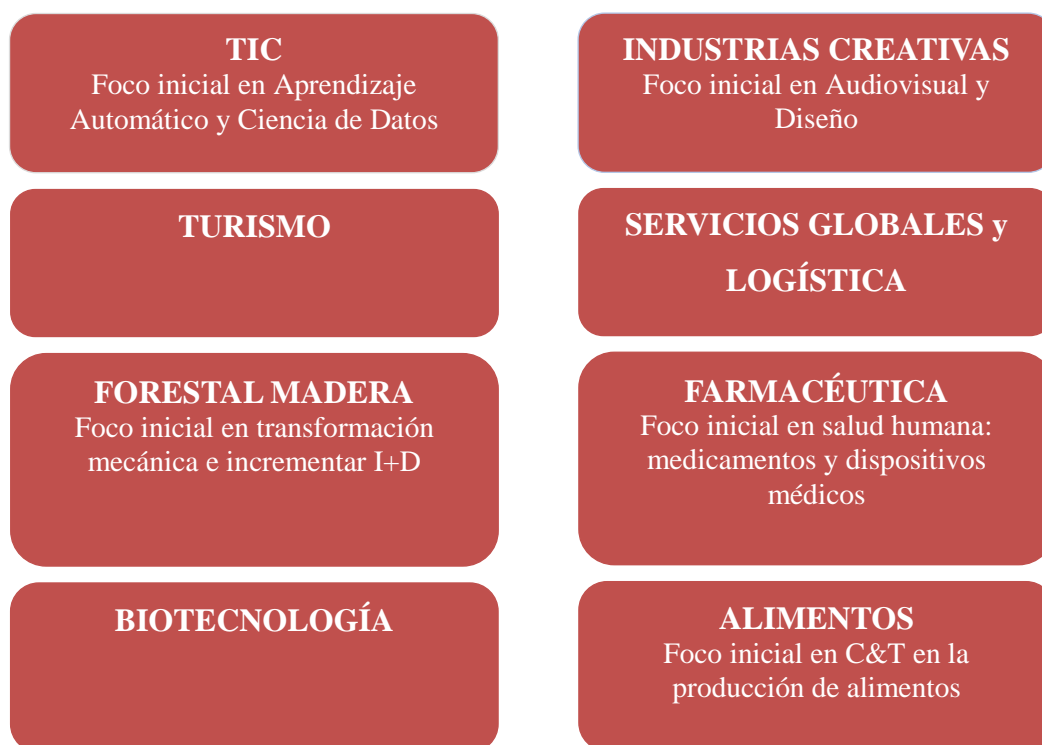 TIC
Foco inicial en Aprendizaje
Automático y Ciencia de Datos
INDUSTRIAS CREATIVAS
Foco inicial en Audiovisual y
Diseño
TURISMO
SERVICIOS GLOBALES y
LOGÍSTICA
FORESTAL MADERA
Foco inicial en transformación
mecánica e incrementar I+D
FARMACÉUTICA
Foco inicial en salud humana:
medicamentos y dispositivos
médicos
BIOTECNOLOGÍA
ALIMENTOS
Foco inicial en C&T en la
producción de alimentos